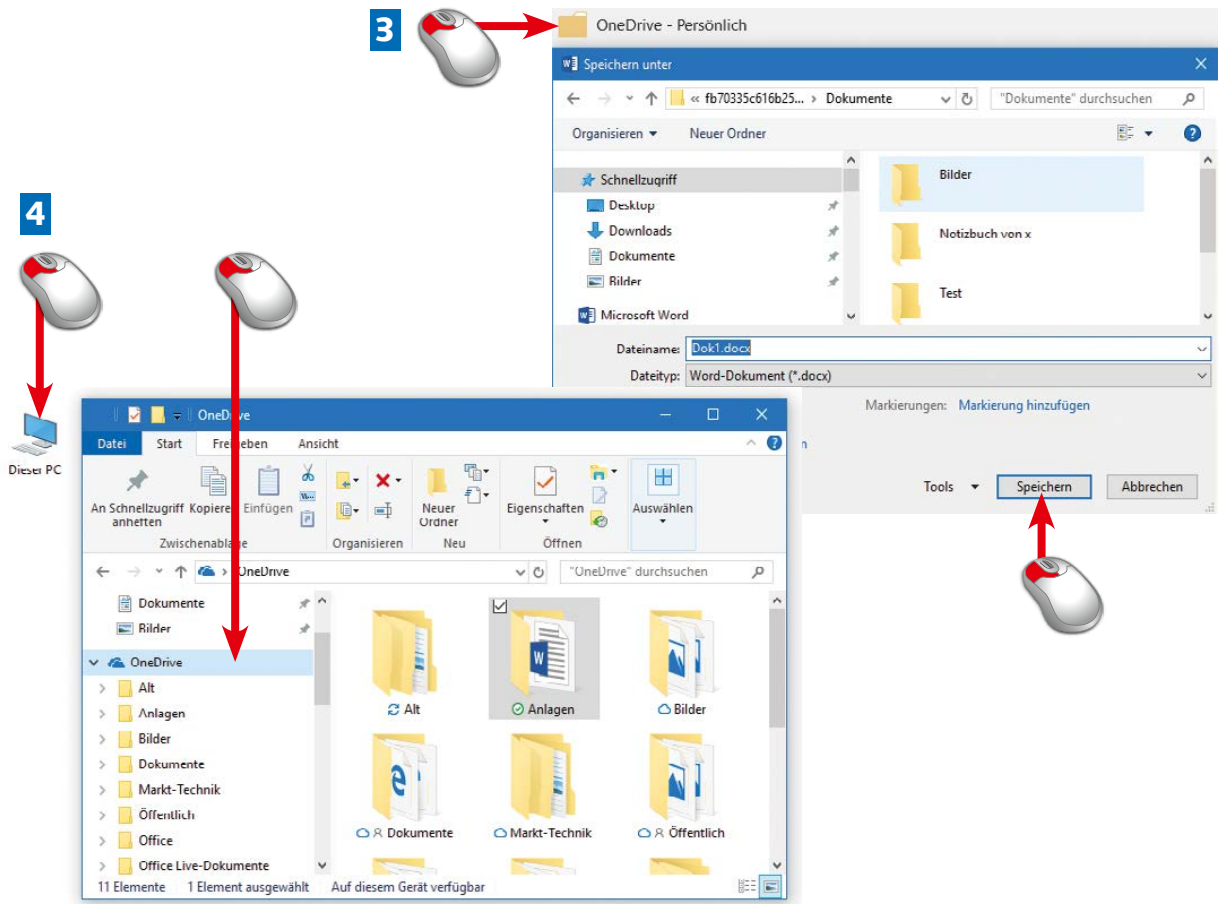 3
OneDrive - Persönlich
Speichern unter
« fb70335c616b25... › Dokumente
"Dokumente" durchsuchen
Organisieren
Neuer Ordner
Schnellzugriff
Desktop
Downloads
Dokumente
Bilder
Microsoft Word
Bilder
Notizbuch von x
Test
Dateiname: Dok1.docx
Dateityp: Word-Dokument (*.docx)
Markierungen: Markierung hinzufügen
Tools
Speichern
Abbrechen
4
Dieser PC
OneDrive
Datei Start Freigeben Ansicht
An Schnellzugriff anheften
Kopieren
Einfügen
Neuer Ordner
Eigenschaften
Auswählen
Zwischenablage
Organisieren
Neu
Öffnen
› OneDrive
"OneDrive" durchsuchen
Dokumente
Bilder
OneDrive
Alt
Anlagen
Bilder
Dokumente
Markt-Technik
Öffentlich
Office
Office Live-Dokumente
Alt
Anlagen
Bilder
Dokumente
Markt-Technik
Öffentlich
11 Elemente 1 Element ausgewählt Auf diesem Gerät verfügbar